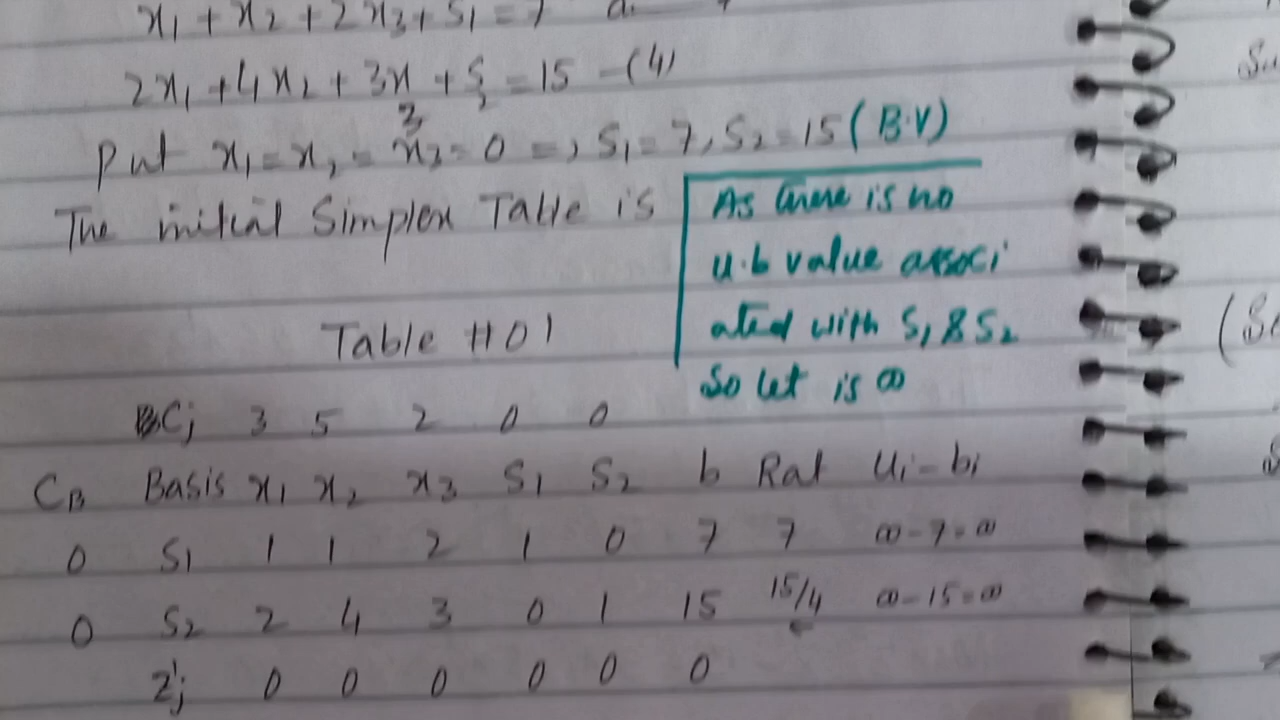 x₁ + x₂ + 2x₃ + S₁ = 7
2x₁ + 4x₂ + 3x₃ + S₂ = 15 -(4)
Put x₁ = x₂ = x₃ = 0 => S₁ = 7, S₂ = 15 (B.V)
The initial Simplex Table is
As there is no
u.b value associ
ated with S₁ & S₂
So let is ∞
Table #01
Cj 3 5 2 0 0
CB Basis x₁ x₂ x₃ S₁ S₂ b Rat Ui - bi
0 S₁ 1 1 2 1 0 7 7 ∞ - 7 = ∞
0 S₂ 2 4 3 0 1 15 15/4 ∞ - 15 = ∞
Zj 0 0 0 0 0 0